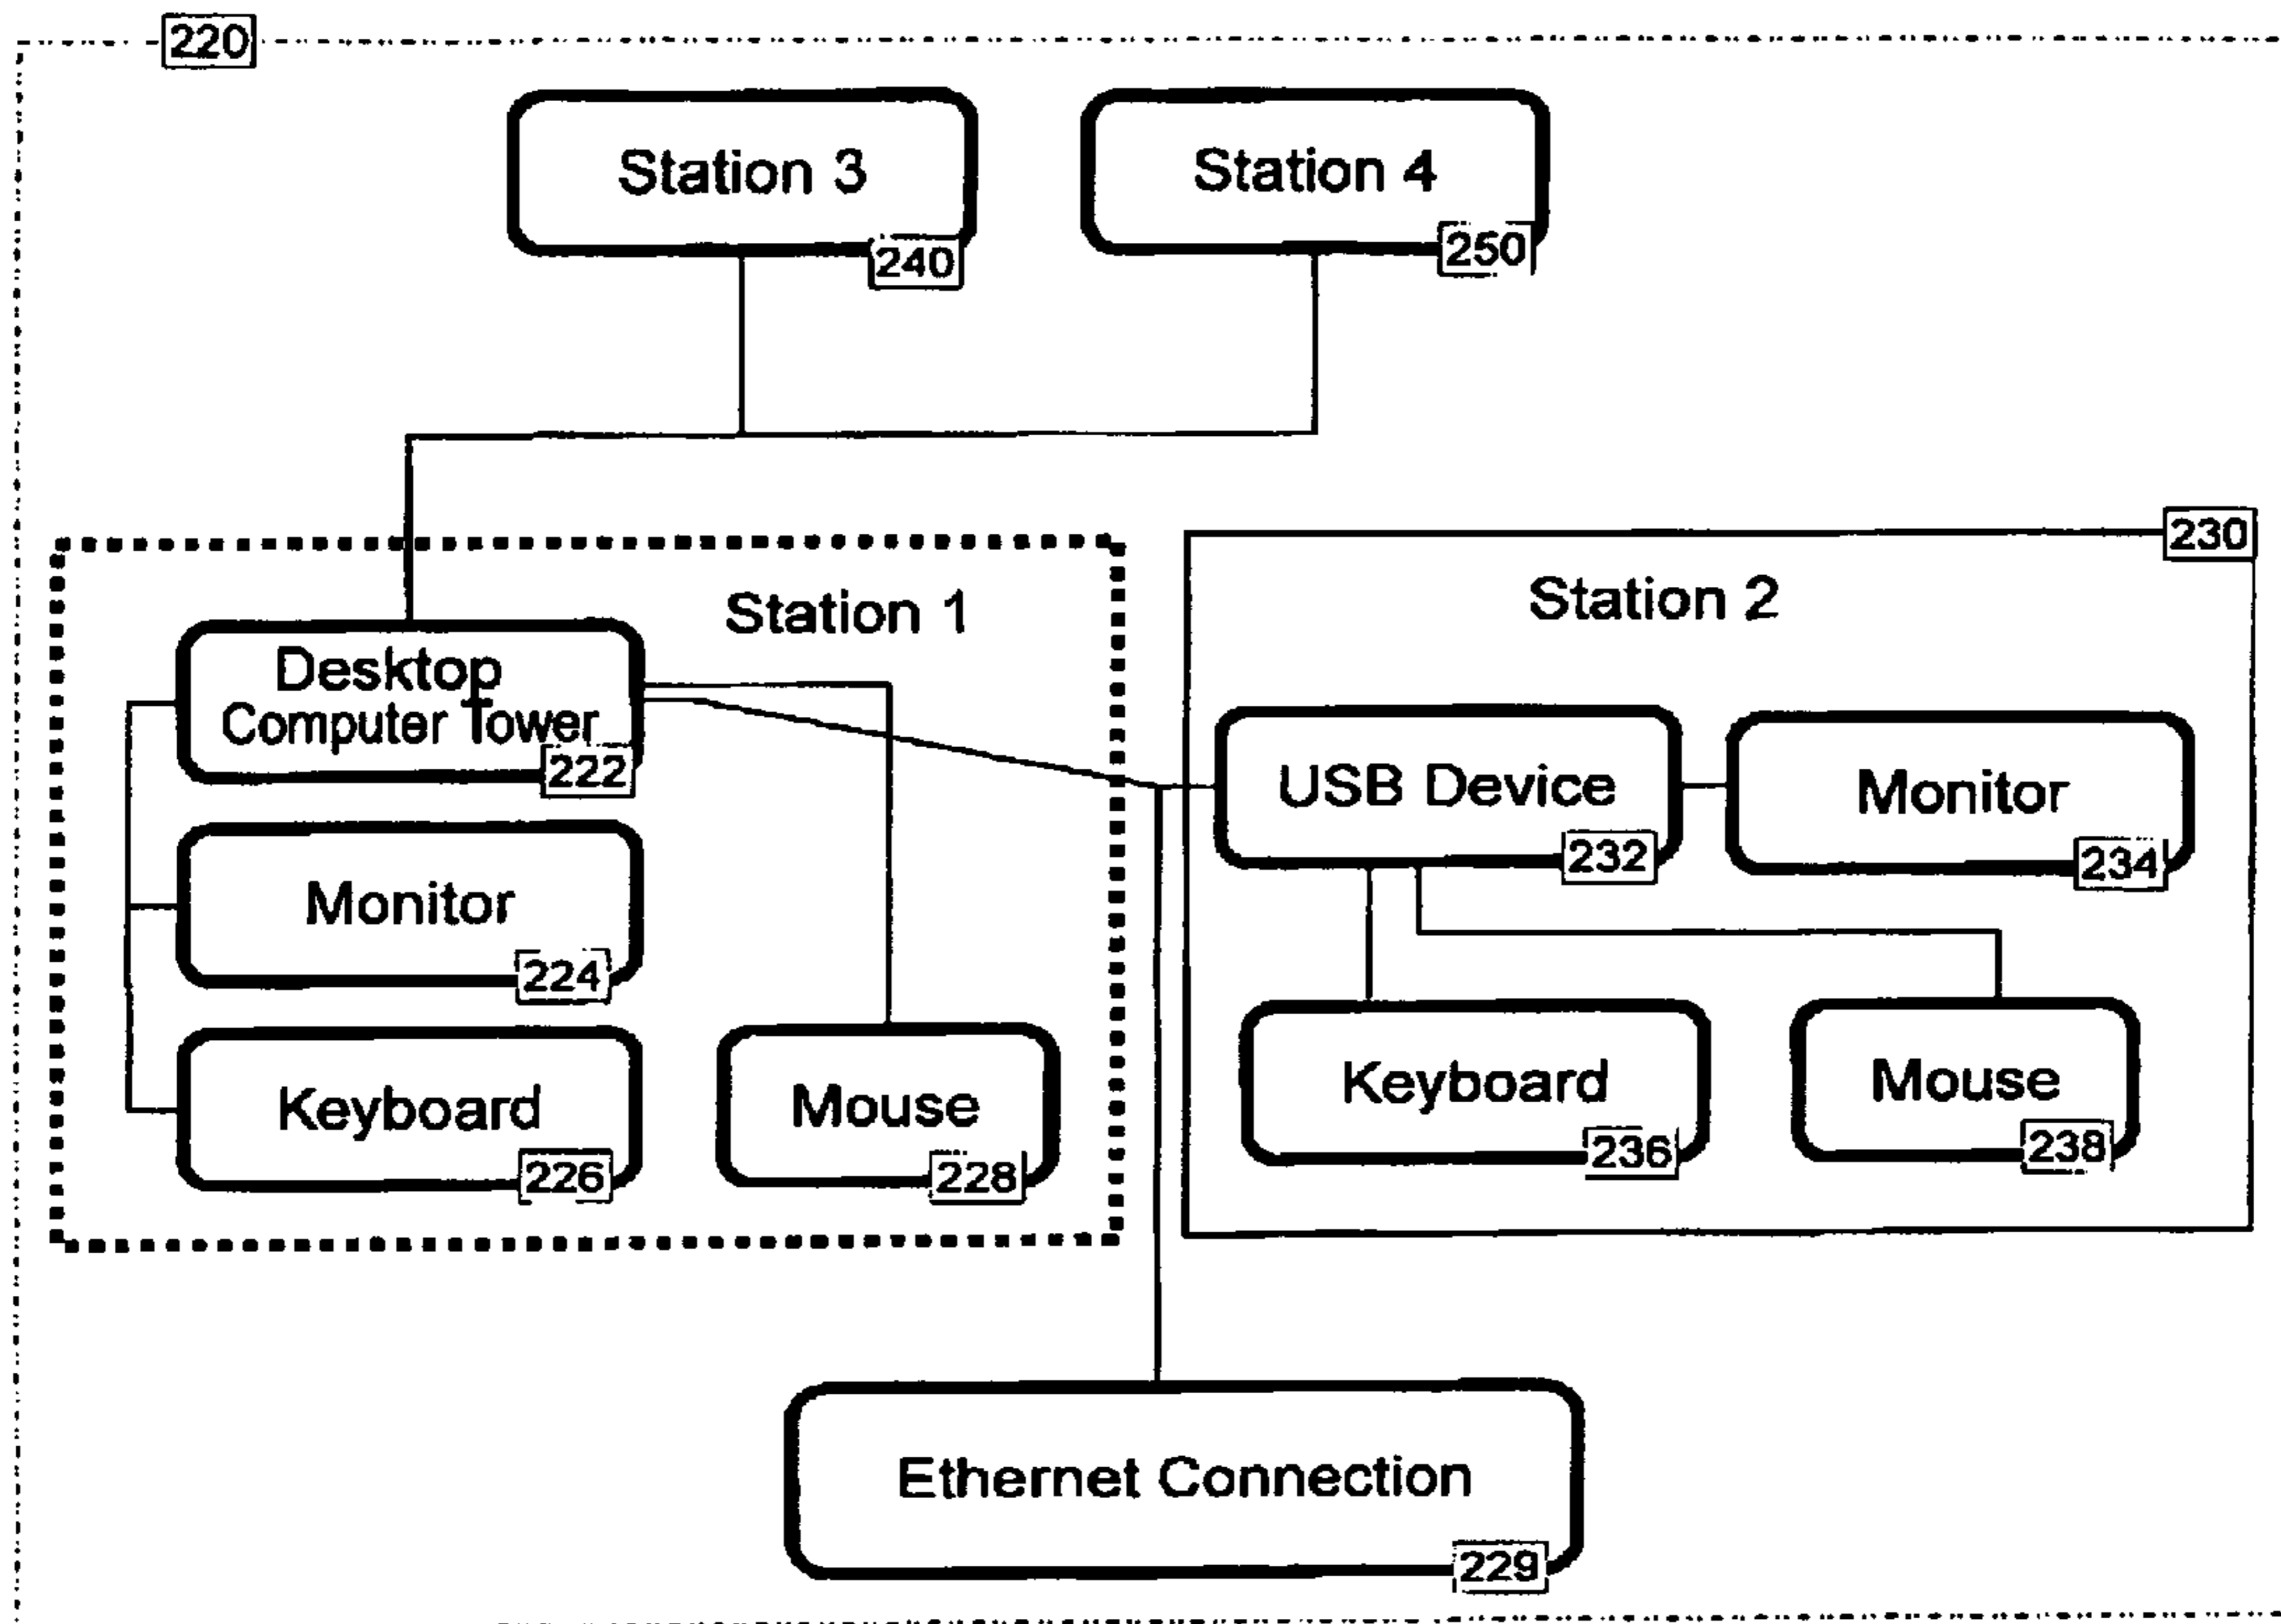 220
Station 3
240
Station 4
250
Station 1
Desktop
Computer Tower
222
Monitor
224
Keyboard
226
Mouse
228
230
Station 2
USB Device
232
Monitor
234
Keyboard
236
Mouse
238
Ethernet Connection
229